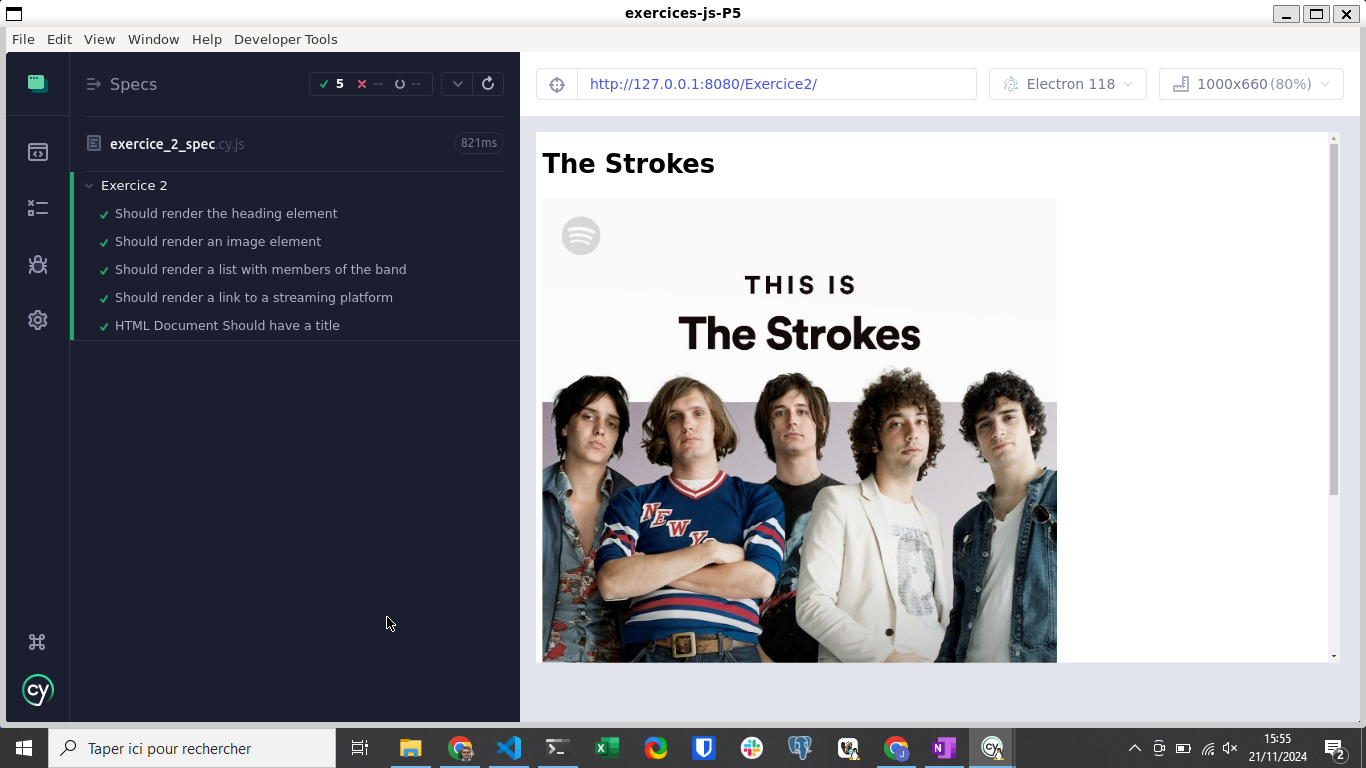 exercices-js-P5
File Edit View Window Help Developer Tools
Specs 5 -- --
exercice_2_spec.cy.js 821ms
Exercice 2
Should render the heading element
Should render an image element
Should render a list with members of the band
Should render a link to a streaming platform
HTML Document Should have a title
cy
http://127.0.0.1:8080/Exercice2/ Electron 118 1000x660 (80%)
The Strokes
THIS IS
The Strokes
NEW Y
Taper ici pour rechercher
15:55
21/11/2024
2